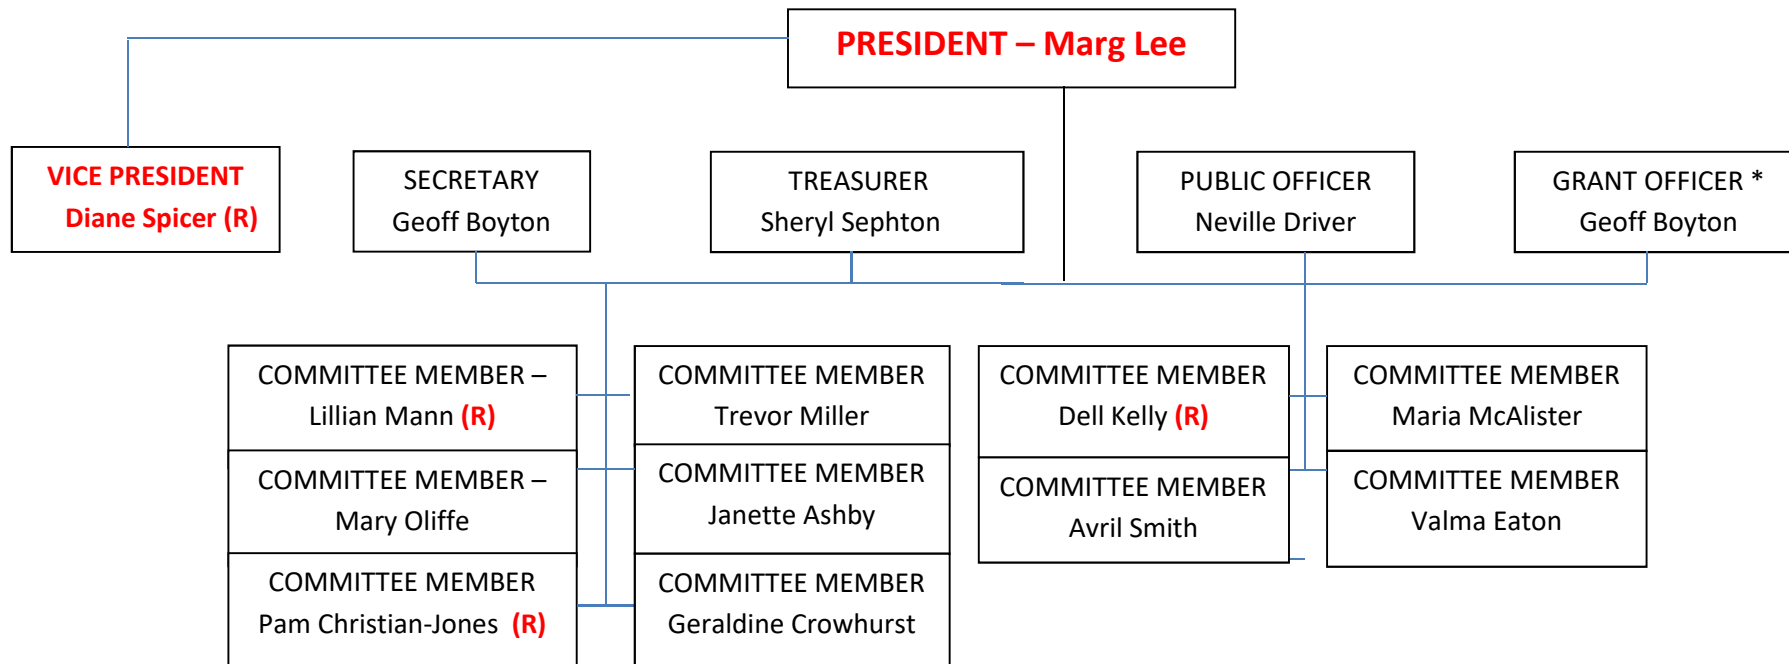 PRESIDENT – Marg Lee
VICE PRESIDENT
Diane Spicer (R)
SECRETARY
Geoff Boyton
TREASURER
Sheryl Sephton
PUBLIC OFFICER
Neville Driver
GRANT OFFICER *
Geoff Boyton
COMMITTEE MEMBER –
Lillian Mann (R)
COMMITTEE MEMBER
Trevor Miller
COMMITTEE MEMBER
Dell Kelly (R)
COMMITTEE MEMBER
Maria McAlister
COMMITTEE MEMBER –
Mary Oliffe
COMMITTEE MEMBER
Janette Ashby
COMMITTEE MEMBER
Avril Smith
COMMITTEE MEMBER
Valma Eaton
COMMITTEE MEMBER
Pam Christian-Jones (R)
COMMITTEE MEMBER
Geraldine Crowhurst